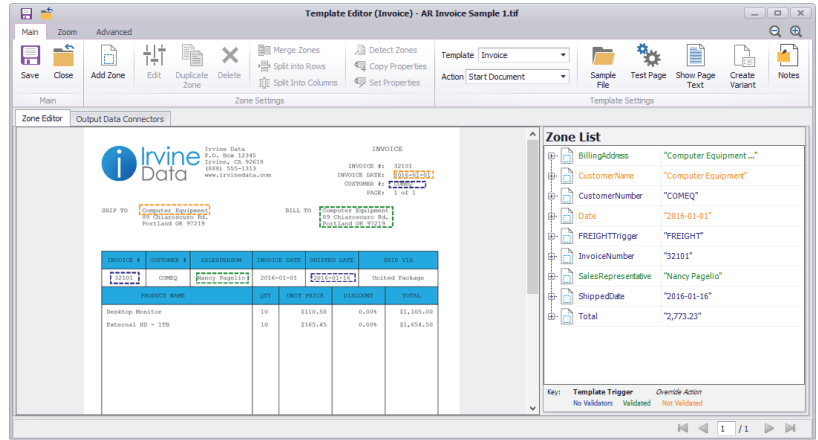 Template Editor (Invoice) - AR Invoice Sample 1.tif
Main Zoom Advanced
Save Close Add Zone Edit Duplicate Zone Delete
Merge Zones
Split into Rows
Split Into Columns
Detect Zones
Copy Properties
Set Properties
Template Invoice
Action Start Document
Sample File Test Page Show Page Text Create Variant Notes
Main Zone Settings Template Settings
Zone Editor Output Data Connectors
i Irvine Data
Irvine Data
P.O. Box 12345
Irvine, CA 92618
(888) 555-1313
www.irvinedata.com
INVOICE
INVOICE #: 32101
INVOICE DATE: 2016-01-01
CUSTOMER #: COMEQ
PAGE: 1 of 1
SHIP TO
Computer Equipment
89 Chiaroscuro Rd.
Portland OR 97219
BILL TO
Computer Equipment
89 Chiaroscuro Rd.
Portland OR 97219
INVOICE # CUSTOMER # SALESPERSON INVOICE DATE SHIPPED DATE SHIP VIA
32101 COMEQ Nancy Pagelio 2016-01-01 2016-01-16 United Package
PRODUCT NAME QTY UNIT PRICE DISCOUNT TOTAL
Desktop Monitor 10 $110.50 0.00% $1,105.00
External HD - 1TB 10 $165.45 0.00% $1,654.50
Zone List
BillingAddress "Computer Equipment ..."
CustomerName "Computer Equipment"
CustomerNumber "COMEQ"
Date "2016-01-01"
FREIGHTTrigger "FREIGHT"
InvoiceNumber "32101"
SalesRepresentative "Nancy Pagelio"
ShippedDate "2016-01-16"
Total "2,773.23"
Key: Template Trigger Override Action
No Validators Validated Not Validated
1 / 1